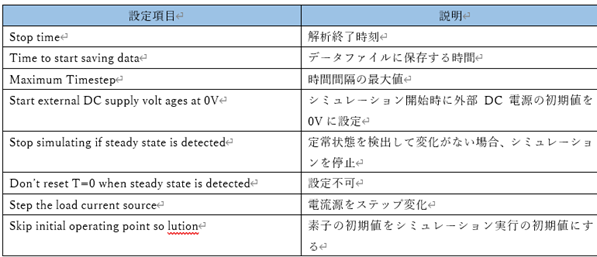 設定項目↵ 説明↵
Stop time↵ 解析終了時刻↵
Time to start saving data↵ データファイルに保存する時間↵
Maximum Timestep↵ 時間間隔の最大値↵
Start external DC supply volt ages at 0V↵ シミュレーション開始時に外部 DC 電源の初期値を
0V に設定↵
Stop simulating if steady state is detected↵ 定常状態を検出して変化がない場合、シミュレーショ
ンを停止↵
Don't reset T=0 when steady state is detected↵ 設定不可↵
Step the load current source↵ 電流源をステップ変化↵
Skip initial operating point so lution↵ 素子の初期値をシミュレーション実行の初期値にす
る↵